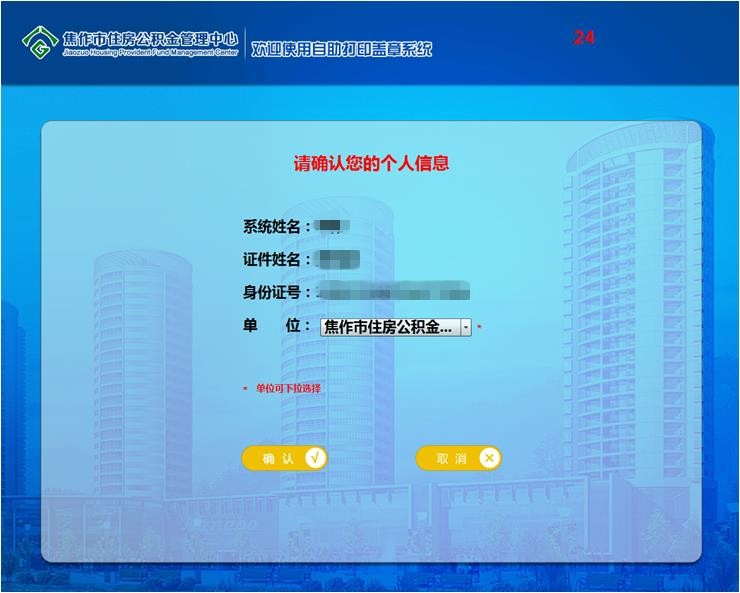 焦作市住房公积金管理中心
Jiaozuo Housing Provident Fund Management Center
欢迎使用自助打印盖章系统
24
请确认您的个人信息
系统姓名：
证件姓名：
身份证号：
单 位： 焦作市住房公积金... *
* 单位可下拉选择
确 认
取 消